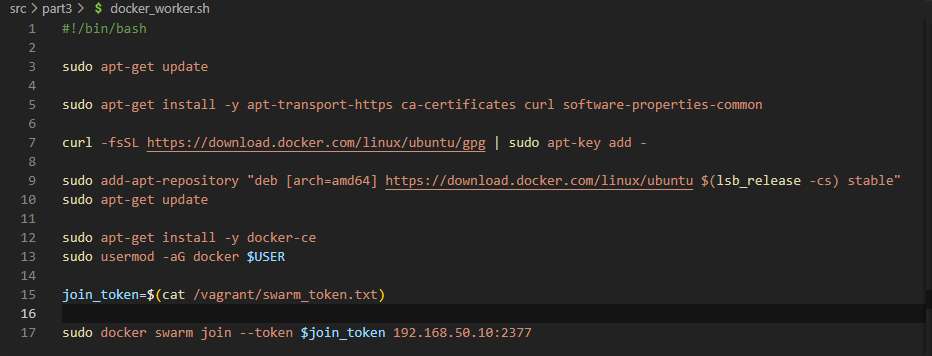 src > part3 > $ docker_worker.sh
1 #!/bin/bash
2
3 sudo apt-get update
4
5 sudo apt-get install -y apt-transport-https ca-certificates curl software-properties-common
6
7 curl -fsSL https://download.docker.com/linux/ubuntu/gpg | sudo apt-key add -
8
9 sudo add-apt-repository "deb [arch=amd64] https://download.docker.com/linux/ubuntu $(lsb_release -cs) stable"
10 sudo apt-get update
11
12 sudo apt-get install -y docker-ce
13 sudo usermod -aG docker $USER
14
15 join_token=$(cat /vagrant/swarm_token.txt)
16
17 sudo docker swarm join --token $join_token 192.168.50.10:2377